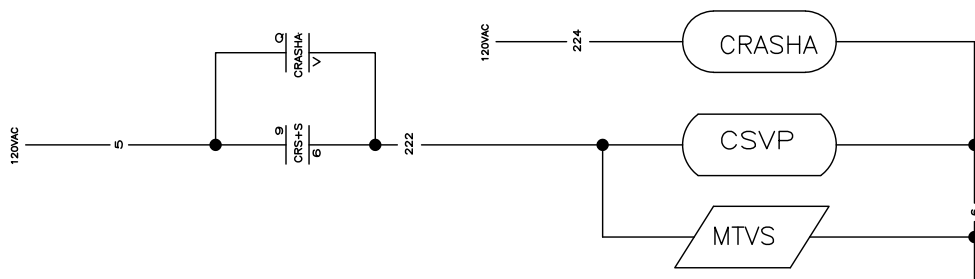 Q
CRASHA
V
120VAC
224
CRASHA
120VAC
5
9
CRS+S
6
222
CSVP
MTVS